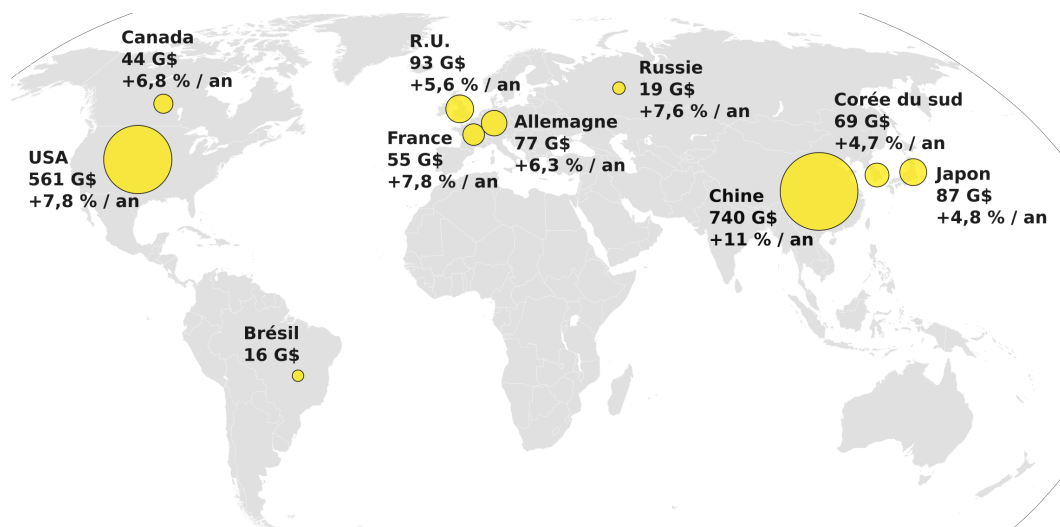 Canada
44 G$
+6,8 % / an
R.U.
93 G$
+5,6 % / an
Russie
19 G$
+7,6 % / an
Corée du sud
69 G$
+4,7 % / an
USA
561 G$
+7,8 % / an
France
55 G$
+7,8 % / an
Allemagne
77 G$
+6,3 % / an
Chine
740 G$
+11 % / an
Japon
87 G$
+4,8 % / an
Brésil
16 G$